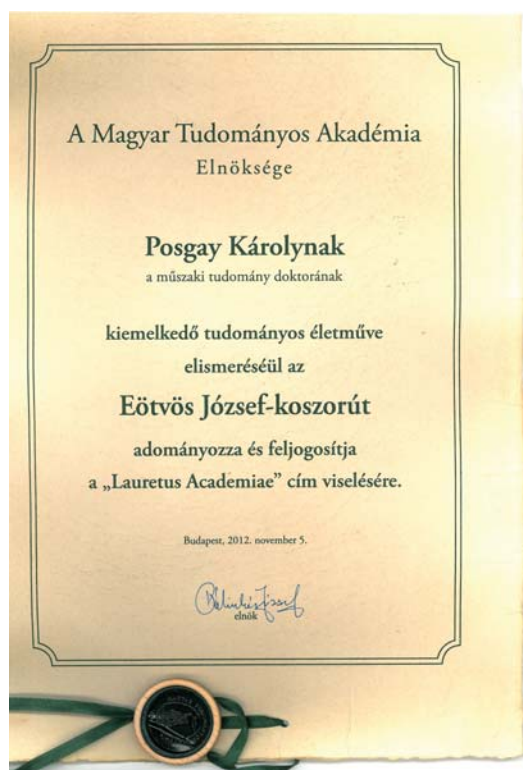 A Magyar Tudományos Akadémia
Elnöksége
Posgay Károlynak
a műszaki tudomány doktorának
kiemelkedő tudományos életműve
elismeréséül az
Eötvös József-koszorút
adományozza és feljogosítja
a „Lauretus Academiae” cím viselésére.
Budapest, 2012. november 5.
elnök